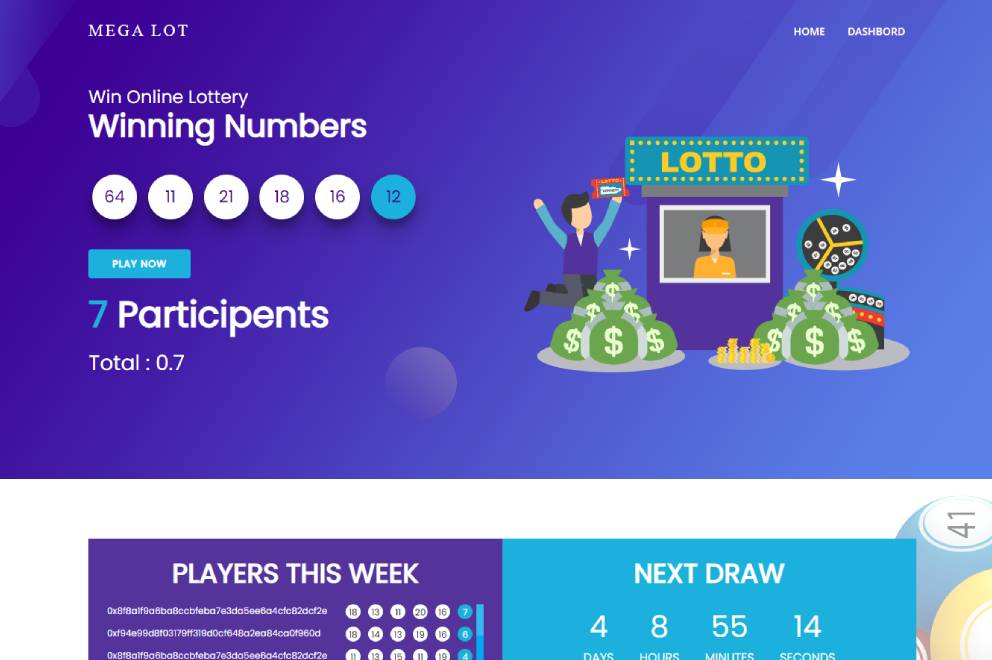 MEGA LOT
HOME DASHBORD
Win Online Lottery
Winning Numbers
64 11 21 18 16 12
PLAY NOW
7 Participents
Total : 0.7
LOTTO
41
PLAYERS THIS WEEK
0x8f8a1f9a6ba8ccbfeba7e3da5ee6a4cfc82dcf2e 18 13 11 20 16 7
0xf94e99d8f03179ff319d0cf648a2ea84ca0f960d 18 14 13 19 16 6
0x8f8a1f9a6ba8ccbfeba7e3da5ee6a4cfc82dcf2e 11 13 15 11 19 4
NEXT DRAW
4 8 55 14
DAYS HOURS MINUTES SECONDS